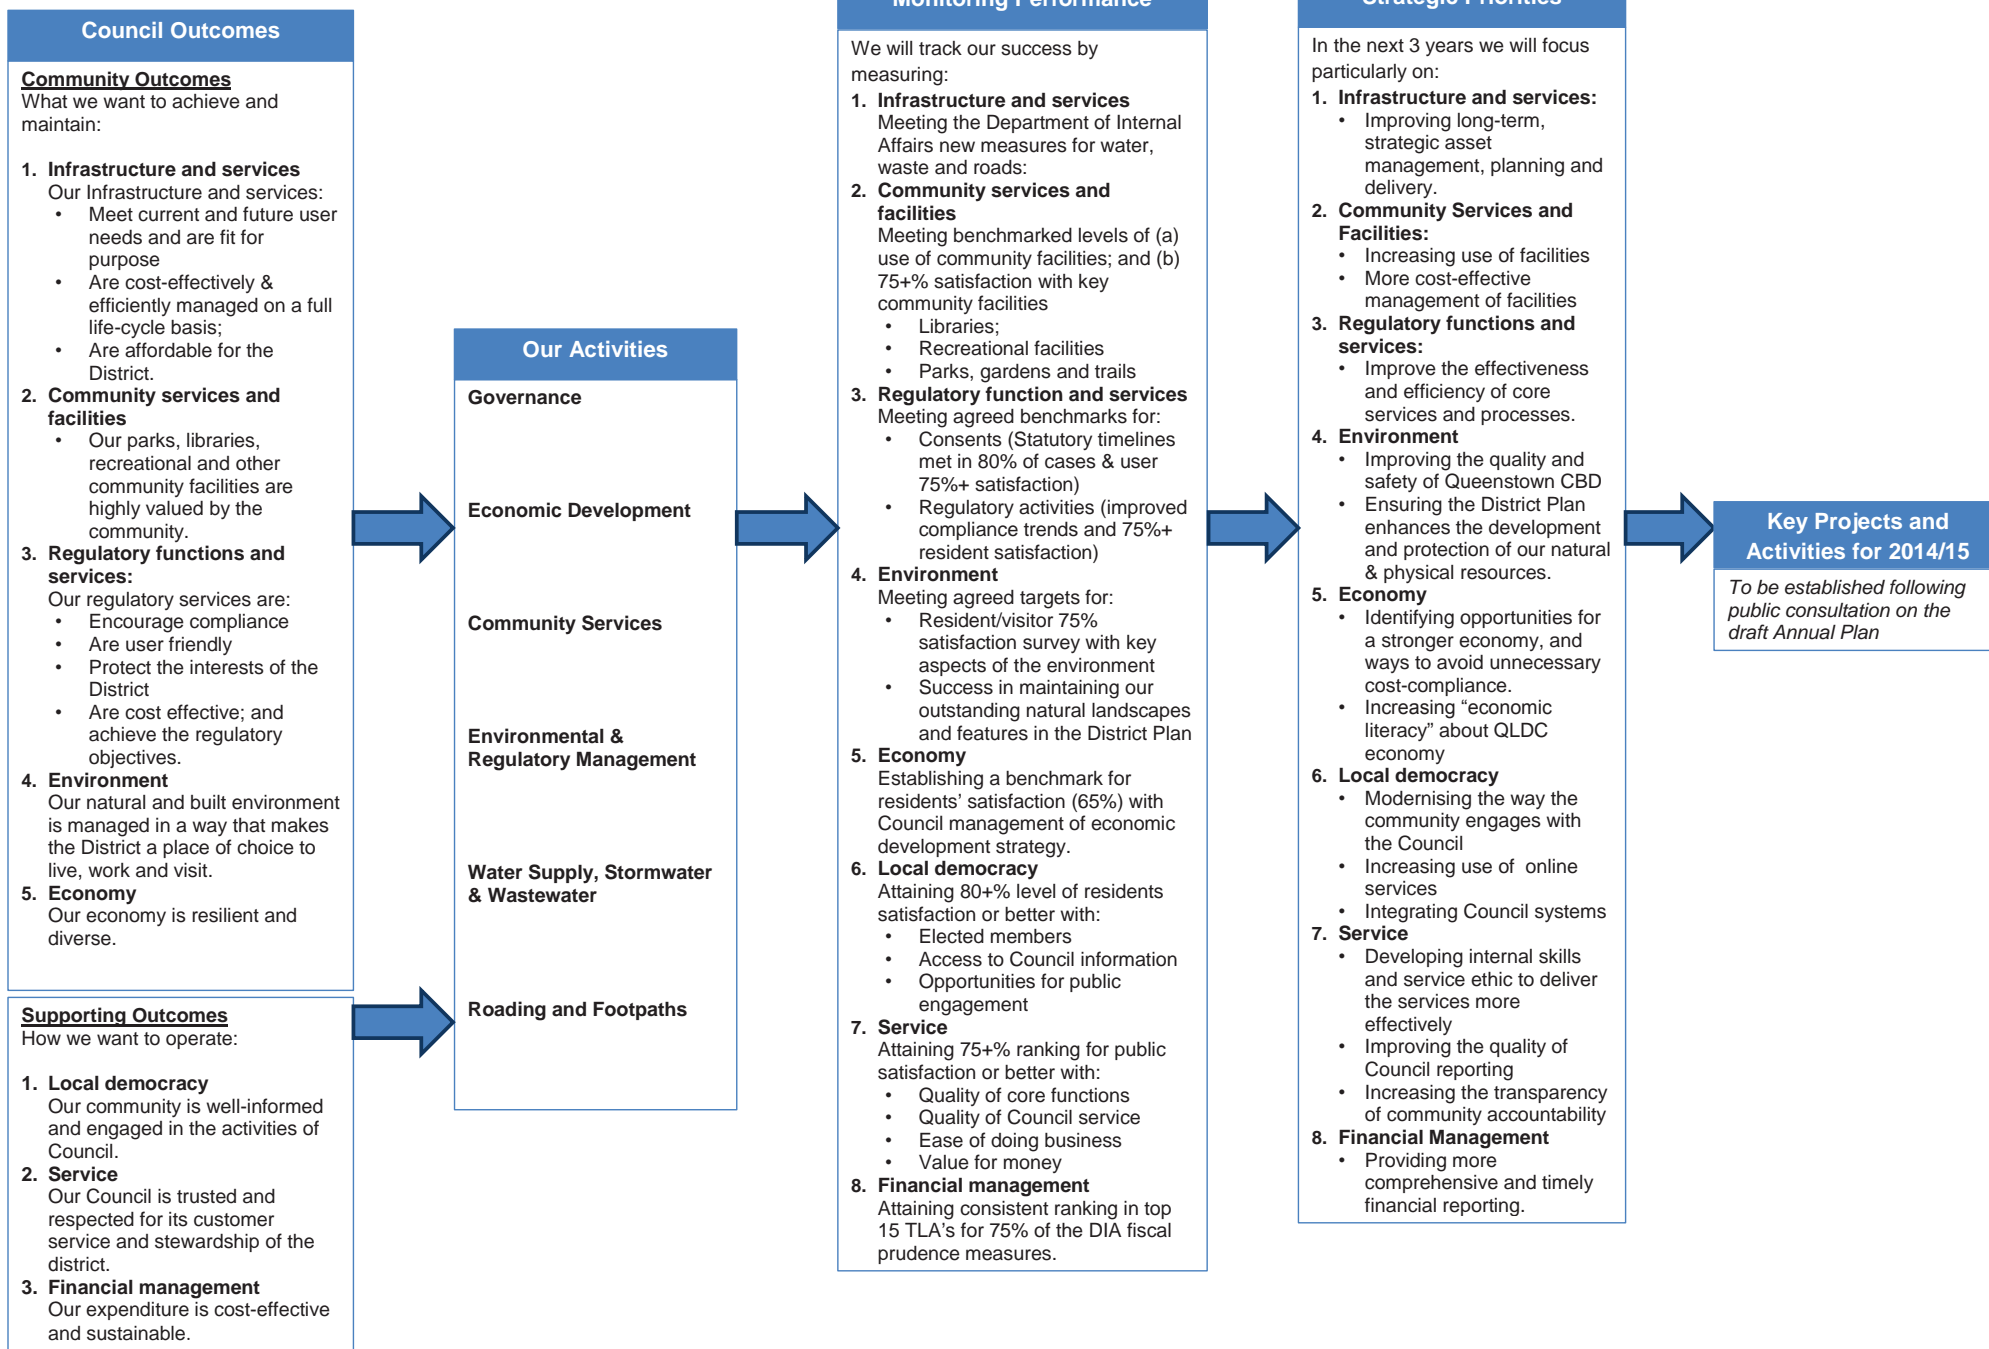 Council Outcomes
Community Outcomes
What we want to achieve and
maintain:
1. Infrastructure and services
Our Infrastructure and services:
• Meet current and future user
needs and are fit for
purpose
• Are cost-effectively &
efficiently managed on a full
life-cycle basis;
• Are affordable for the
District.
2. Community services and
facilities
• Our parks, libraries,
recreational and other
community facilities are
highly valued by the
community.
3. Regulatory functions and
services:
Our regulatory services are:
• Encourage compliance
• Are user friendly
• Protect the interests of the
District
• Are cost effective; and
achieve the regulatory
objectives.
4. Environment
Our natural and built environment
is managed in a way that makes
the District a place of choice to
live, work and visit.
5. Economy
Our economy is resilient and
diverse.
Supporting Outcomes
How we want to operate:
1. Local democracy
Our community is well-informed
and engaged in the activities of
Council.
2. Service
Our Council is trusted and
respected for its customer
service and stewardship of the
district.
3. Financial management
Our expenditure is cost-effective
and sustainable.
Our Activities
Governance
Economic Development
Community Services
Environmental &
Regulatory Management
Water Supply, Stormwater
& Wastewater
Roading and Footpaths
Monitoring Performance
We will track our success by
measuring:
1. Infrastructure and services
Meeting the Department of Internal
Affairs new measures for water,
waste and roads:
2. Community services and
facilities
Meeting benchmarked levels of (a)
use of community facilities; and (b)
75+% satisfaction with key
community facilities
• Libraries;
• Recreational facilities
• Parks, gardens and trails
3. Regulatory function and services
Meeting agreed benchmarks for:
• Consents (Statutory timelines
met in 80% of cases & user
75%+ satisfaction)
• Regulatory activities (improved
compliance trends and 75%+
resident satisfaction)
4. Environment
Meeting agreed targets for:
• Resident/visitor 75%
satisfaction survey with key
aspects of the environment
• Success in maintaining our
outstanding natural landscapes
and features in the District Plan
5. Economy
Establishing a benchmark for
residents’ satisfaction (65%) with
Council management of economic
development strategy.
6. Local democracy
Attaining 80+% level of residents
satisfaction or better with:
• Elected members
• Access to Council information
• Opportunities for public
engagement
7. Service
Attaining 75+% ranking for public
satisfaction or better with:
• Quality of core functions
• Quality of Council service
• Ease of doing business
• Value for money
8. Financial management
Attaining consistent ranking in top
15 TLA’s for 75% of the DIA fiscal
prudence measures.
Strategic Priorities
In the next 3 years we will focus
particularly on:
1. Infrastructure and services:
• Improving long-term,
strategic asset
management, planning and
delivery.
2. Community Services and
Facilities:
• Increasing use of facilities
• More cost-effective
management of facilities
3. Regulatory functions and
services:
• Improve the effectiveness
and efficiency of core
services and processes.
4. Environment
• Improving the quality and
safety of Queenstown CBD
• Ensuring the District Plan
enhances the development
and protection of our natural
& physical resources.
5. Economy
• Identifying opportunities for
a stronger economy, and
ways to avoid unnecessary
cost-compliance.
• Increasing “economic
literacy” about QLDC
economy
6. Local democracy
• Modernising the way the
community engages with
the Council
• Increasing use of online
services
• Integrating Council systems
7. Service
• Developing internal skills
and service ethic to deliver
the services more
effectively
• Improving the quality of
Council reporting
• Increasing the transparency
of community accountability
8. Financial Management
• Providing more
comprehensive and timely
financial reporting.
Key Projects and
Activities for 2014/15
To be established following
public consultation on the
draft Annual Plan